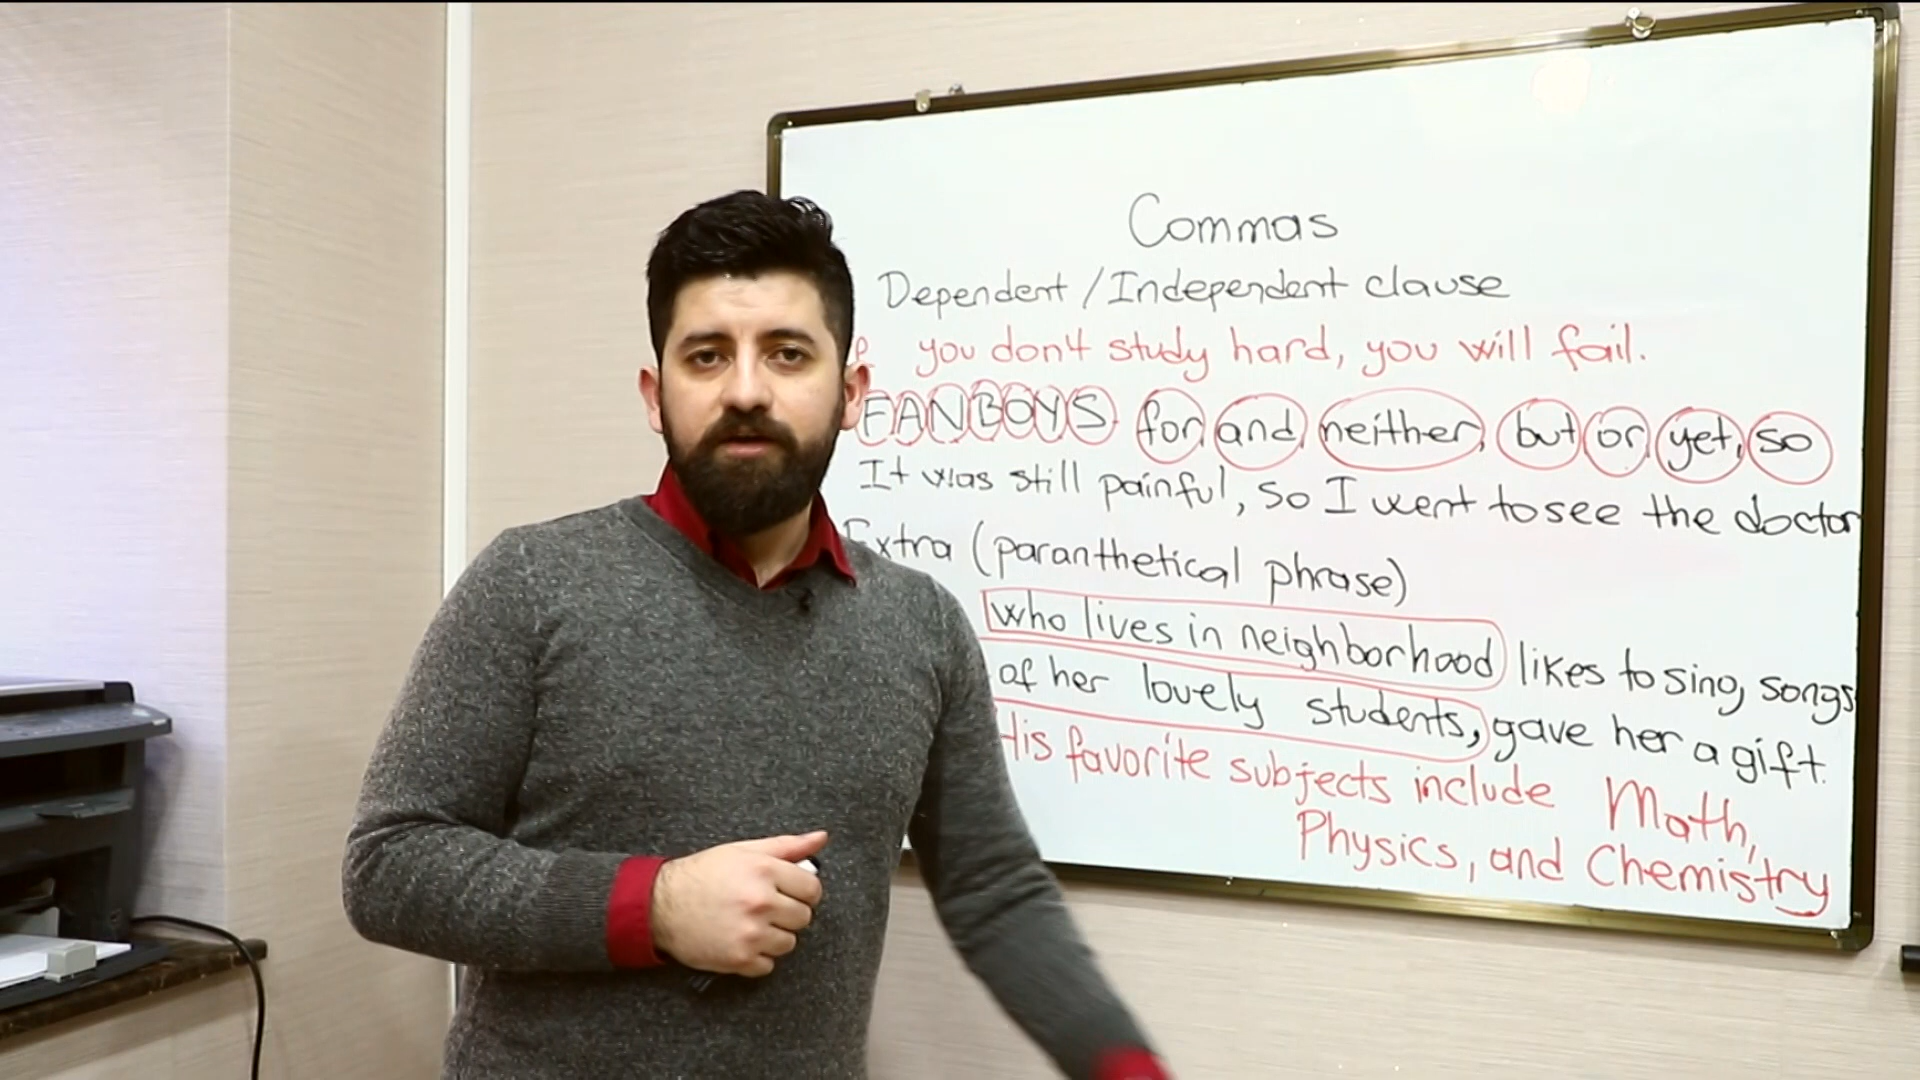 Commas
Dependent / Independent clause
you don't study hard, you will fail.
FANBOYS for, and, neither, but, or, yet, so
It was still painful, so I went to see the doctor
Extra (paranthetical phrase)
who lives in neighborhood likes to sing songs
of her lovely students, gave her a gift.
His favorite subjects include Math,
Physics, and Chemistry